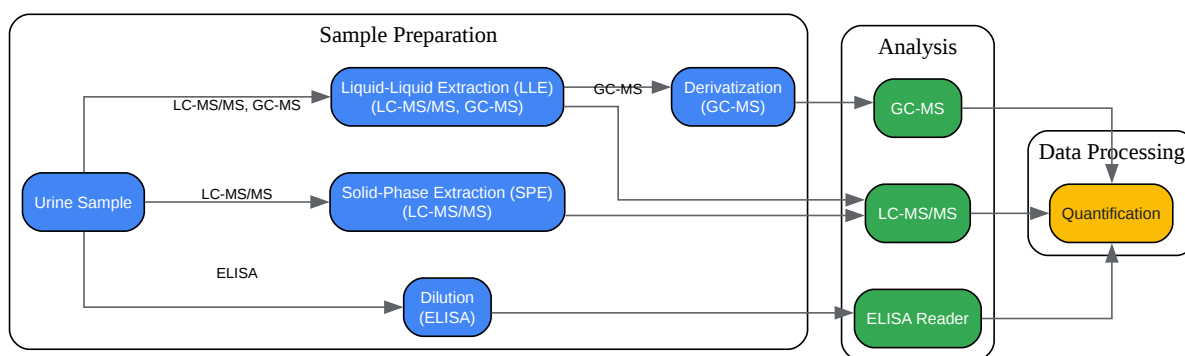 Sample Preparation
Analysis
Data Processing
Liquid-Liquid Extraction (LLE)
(LC-MS/MS, GC-MS)
GC-MS
Derivatization
(GC-MS)
GC-MS
LC-MS/MS, GC-MS
Urine Sample
LC-MS/MS
Solid-Phase Extraction (SPE)
(LC-MS/MS)
LC-MS/MS
Quantification
ELISA
Dilution
(ELISA)
ELISA Reader